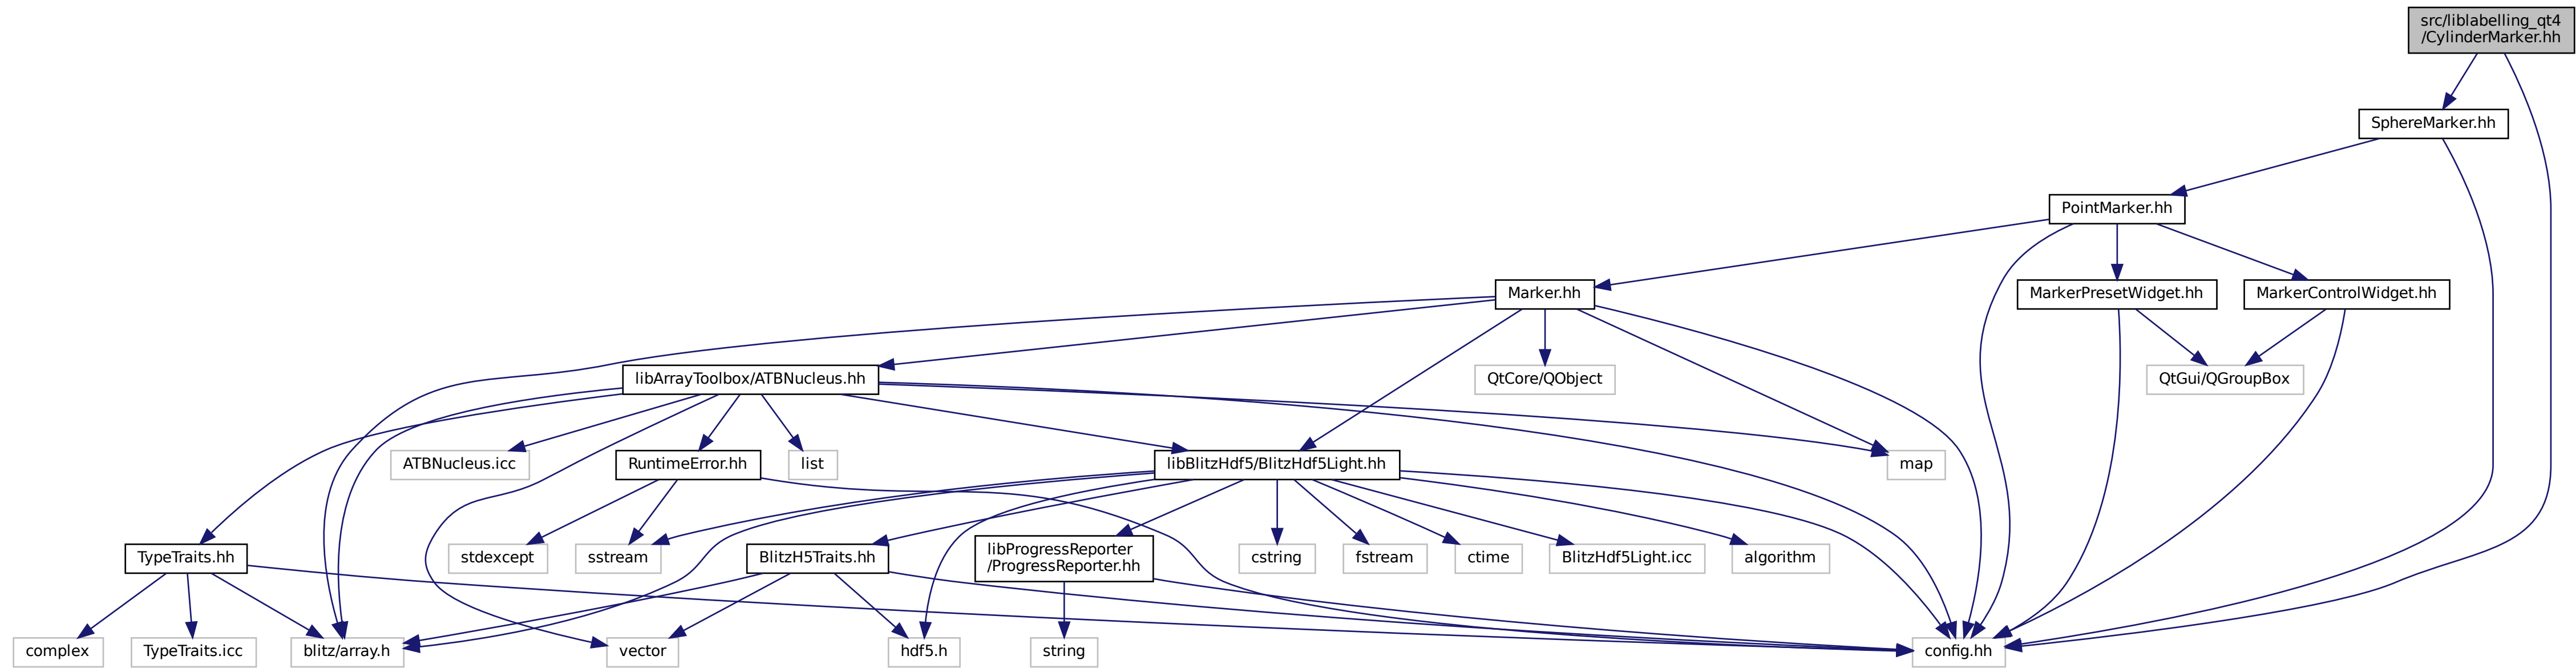 src/liblabelling_qt4
/CylinderMarker.hh
SphereMarker.hh
PointMarker.hh
Marker.hh
MarkerPresetWidget.hh
MarkerControlWidget.hh
libArrayToolbox/ATBNucleus.hh
QtCore/QObject
QtGui/QGroupBox
ATBNucleus.icc
RuntimeError.hh
list
libBlitzHdf5/BlitzHdf5Light.hh
map
TypeTraits.hh
stdexcept
sstream
BlitzH5Traits.hh
libProgressReporter
/ProgressReporter.hh
cstring
fstream
ctime
BlitzHdf5Light.icc
algorithm
complex
TypeTraits.icc
blitz/array.h
vector
hdf5.h
string
config.hh